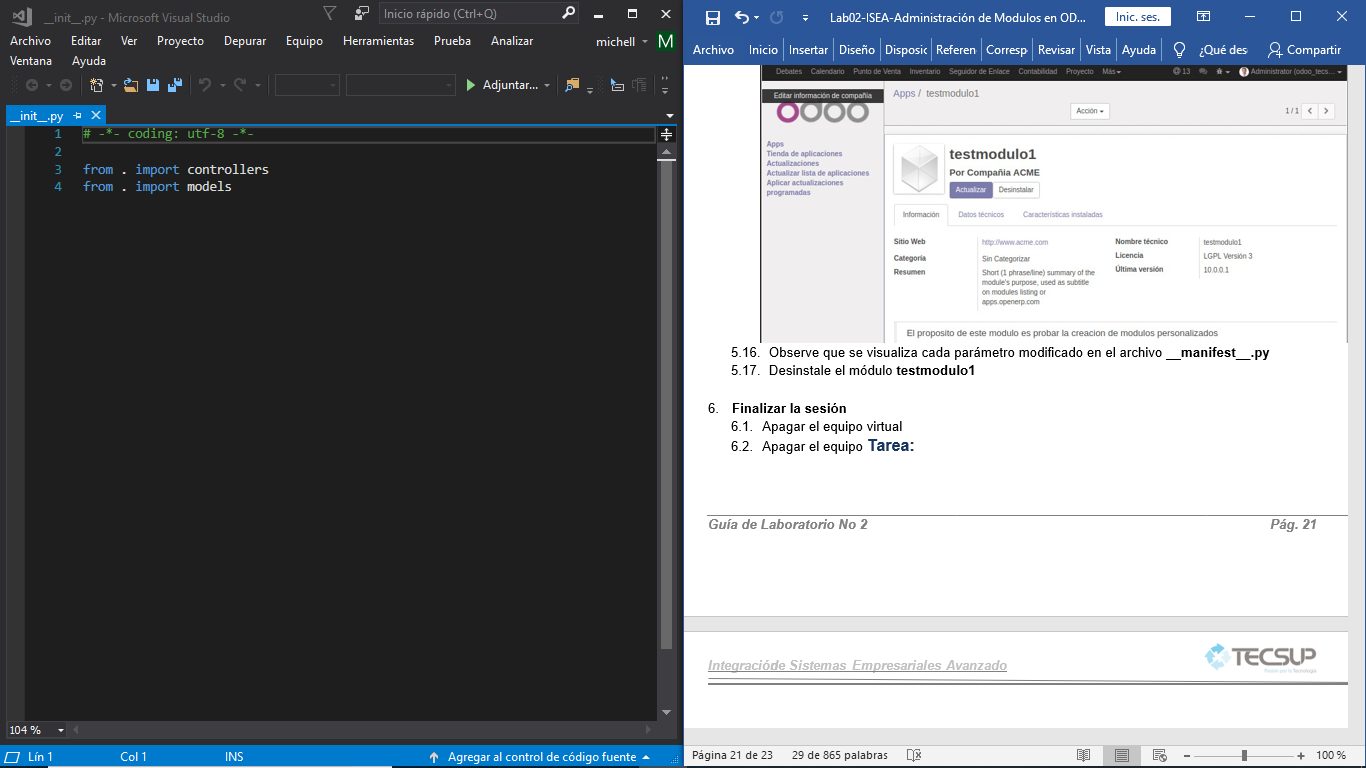 __init__.py - Microsoft Visual Studio
Inicio rápido (Ctrl+Q)
Archivo Editar Ver Proyecto Depurar Equipo Herramientas Prueba Analizar
michell M
Ventana Ayuda
Adjuntar...
__init__.py
1 # -*- coding: utf-8 -*-
2
3 from . import controllers
4 from . import models
104 %
Lín 1 Col 1 INS Agregar al control de código fuente
Lab02-ISEA-Administración de Modulos en OD... Inic. ses.
Archivo Inicio Insertar Diseño Disposic Referen Corresp Revisar Vista Ayuda ¿Qué des Compartir
Debates Calendario Punto de Venta Inventario Seguidor de Enlace Contabilidad Proyecto Más 13 Administrator (odoo_tecs...
Editar información de compañía
odoo
Apps / testmodulo1
Acción 1 / 1
Apps
Tienda de aplicaciones
Actualizaciones
Actualizar lista de aplicaciones
Aplicar actualizaciones
programadas
testmodulo1
Por Compañia ACME
Actualizar Desinstalar
Información Datos técnicos Características instaladas
Sitio Web http://www.acme.com
Categoría Sin Categorizar
Resumen Short (1 phrase/line) summary of the
module's purpose, used as subtitle
on modules listing or
apps.openerp.com
Nombre técnico testmodulo1
Licencia LGPL Versión 3
Última versión 10.0.0.1
El proposito de este modulo es probar la creacion de modulos personalizados
5.16. Observe que se visualiza cada parámetro modificado en el archivo __manifest__.py
5.17. Desinstale el módulo testmodulo1
6. Finalizar la sesión
6.1. Apagar el equipo virtual
6.2. Apagar el equipo Tarea:
Guía de Laboratorio No 2 Pág. 21
Integraciónde Sistemas Empresariales Avanzado
TECSUP
Página 21 de 23 29 de 865 palabras 100 %